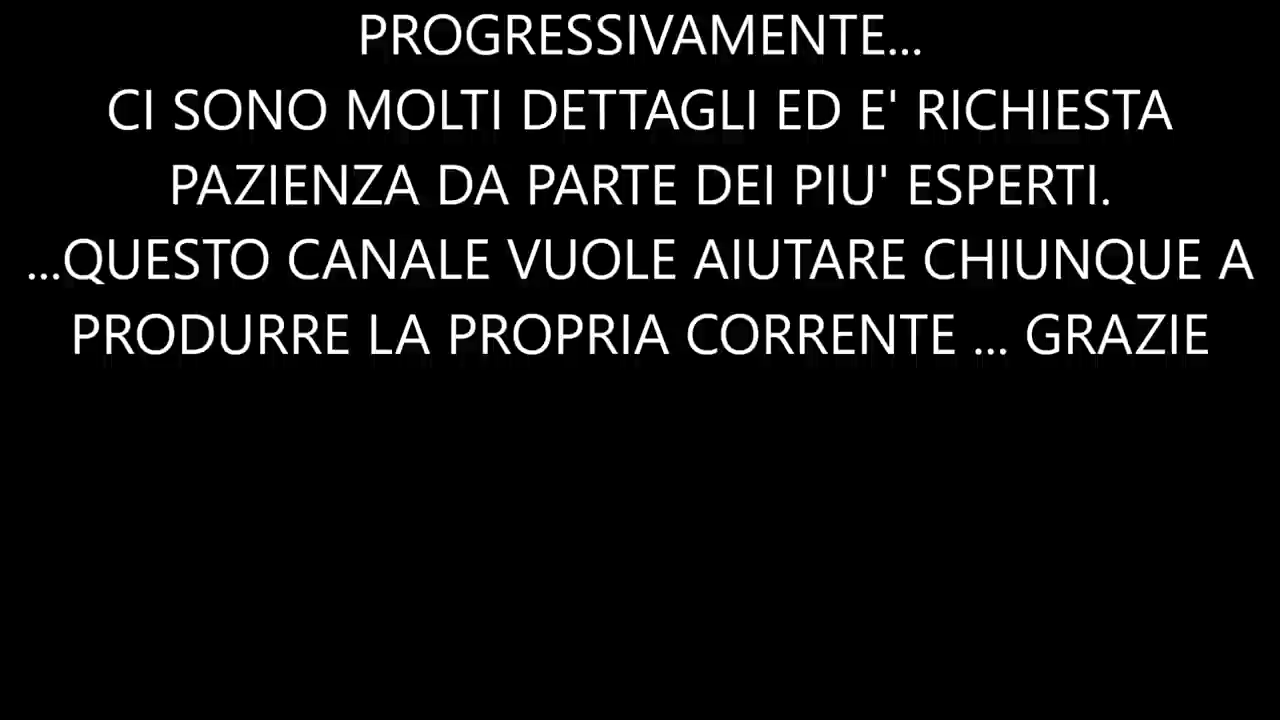 PROGRESSIVAMENTE...
CI SONO MOLTI DETTAGLI ED E' RICHIESTA
PAZIENZA DA PARTE DEI PIU' ESPERTI.
...QUESTO CANALE VUOLE AIUTARE CHIUNQUE A
PRODURRE LA PROPRIA CORRENTE ... GRAZIE